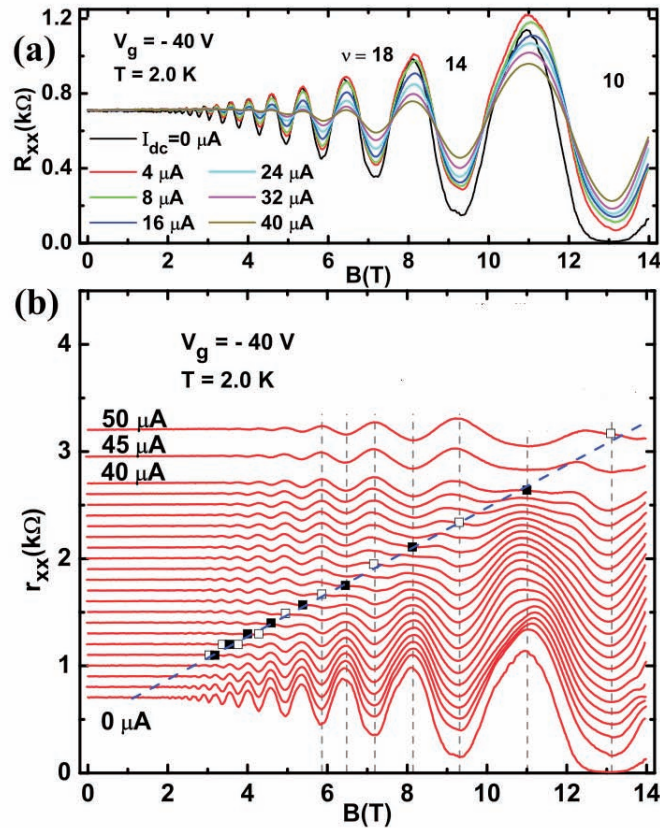 (a)
1.2
0.8
0.4
0.0
R_xx(kΩ)
V_g = - 40 V
T = 2.0 K
ν = 18
14
10
I_dc=0 μA
4 μA
8 μA
16 μA
24 μA
32 μA
40 μA
0 2 4 6 8 10 12 14
B(T)
(b)
4
3
2
1
0
r_xx(kΩ)
V_g = - 40 V
T = 2.0 K
50 μA
45 μA
40 μA
0 μA
0 2 4 6 8 10 12 14
B(T)